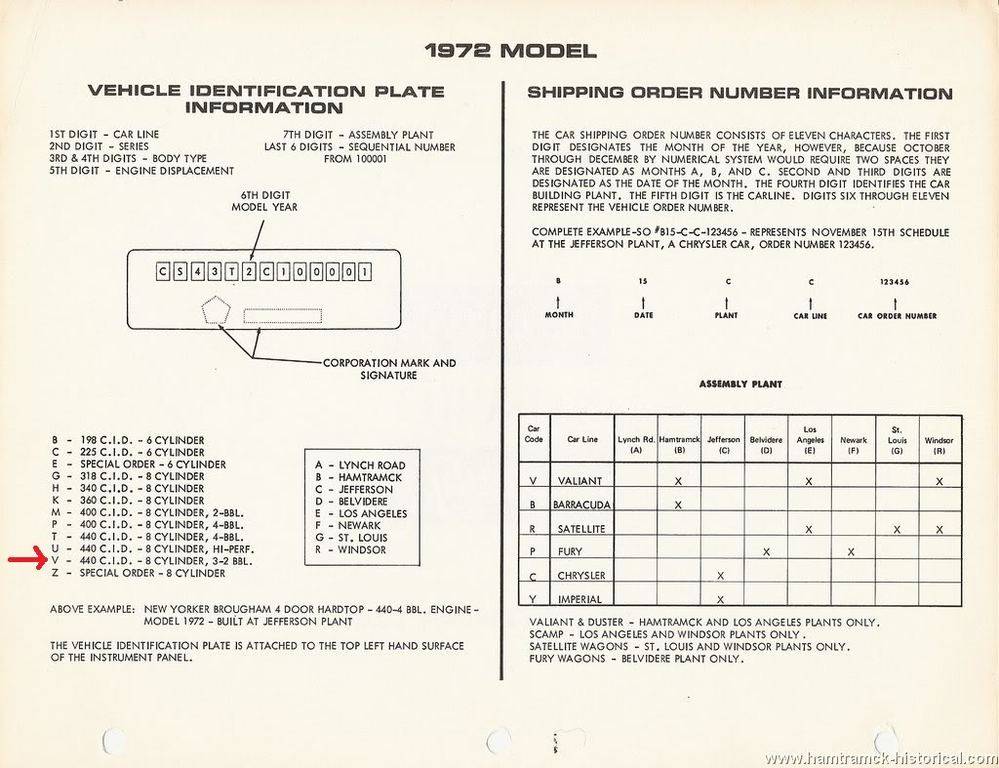 1972 MODEL
VEHICLE IDENTIFICATION PLATE
INFORMATION
1ST DIGIT - CAR LINE
2ND DIGIT - SERIES
3RD & 4TH DIGITS - BODY TYPE
5TH DIGIT - ENGINE DISPLACEMENT
7TH DIGIT - ASSEMBLY PLANT
LAST 6 DIGITS - SEQUENTIAL NUMBER
FROM 100001
6TH DIGIT
MODEL YEAR
C S 4 3 T 2 C 1 0 0 0 0 1
CORPORATION MARK AND
SIGNATURE
B - 198 C.I.D. - 6 CYLINDER
C - 225 C.I.D. - 6 CYLINDER
E - SPECIAL ORDER - 6 CYLINDER
G - 318 C.I.D. - 8 CYLINDER
H - 340 C.I.D. - 8 CYLINDER
K - 360 C.I.D. - 8 CYLINDER
M - 400 C.I.D. - 8 CYLINDER, 2-BBL.
P - 400 C.I.D. - 8 CYLINDER, 4-BBL.
T - 440 C.I.D. - 8 CYLINDER, 4-BBL.
U - 440 C.I.D. - 8 CYLINDER, HI-PERF.
V - 440 C.I.D. - 8 CYLINDER, 3-2 BBL.
Z - SPECIAL ORDER - 8 CYLINDER
A - LYNCH ROAD
B - HAMTRAMCK
C - JEFFERSON
D - BELVIDERE
E - LOS ANGELES
F - NEWARK
G - ST. LOUIS
R - WINDSOR
ABOVE EXAMPLE: NEW YORKER BROUGHAM 4 DOOR HARDTOP - 440-4 BBL. ENGINE -
MODEL 1972 - BUILT AT JEFFERSON PLANT
THE VEHICLE IDENTIFICATION PLATE IS ATTACHED TO THE TOP LEFT HAND SURFACE
OF THE INSTRUMENT PANEL.
SHIPPING ORDER NUMBER INFORMATION
THE CAR SHIPPING ORDER NUMBER CONSISTS OF ELEVEN CHARACTERS. THE FIRST
DIGIT DESIGNATES THE MONTH OF THE YEAR, HOWEVER, BECAUSE OCTOBER
THROUGH DECEMBER BY NUMERICAL SYSTEM WOULD REQUIRE TWO SPACES THEY
ARE DESIGNATED AS MONTHS A, B, AND C. SECOND AND THIRD DIGITS ARE
DESIGNATED AS THE DATE OF THE MONTH. THE FOURTH DIGIT IDENTIFIES THE CAR
BUILDING PLANT. THE FIFTH DIGIT IS THE CARLINE. DIGITS SIX THROUGH ELEVEN
REPRESENT THE VEHICLE ORDER NUMBER.
COMPLETE EXAMPLE-SO #B15-C-C-123456 - REPRESENTS NOVEMBER 15TH SCHEDULE
AT THE JEFFERSON PLANT, A CHRYSLER CAR, ORDER NUMBER 123456.
B 15 C C 123456
MONTH DATE PLANT CAR LINE CAR ORDER NUMBER
ASSEMBLY PLANT
Car Code Car Line Lynch Rd. (A) Hamtramck (B) Jefferson (C) Belvidere (D) Los Angeles (E) Newark (F) St. Louis (G) Windsor (R)
V VALIANT X X X
B BARRACUDA X
R SATELLITE X X X
P FURY X X
C CHRYSLER X
Y IMPERIAL X
VALIANT & DUSTER - HAMTRAMCK AND LOS ANGELES PLANTS ONLY.
SCAMP - LOS ANGELES AND WINDSOR PLANTS ONLY.
SATELLITE WAGONS - ST. LOUIS AND WINDSOR PLANTS ONLY.
FURY WAGONS - BELVIDERE PLANT ONLY.
www.hamtramck-historical.com